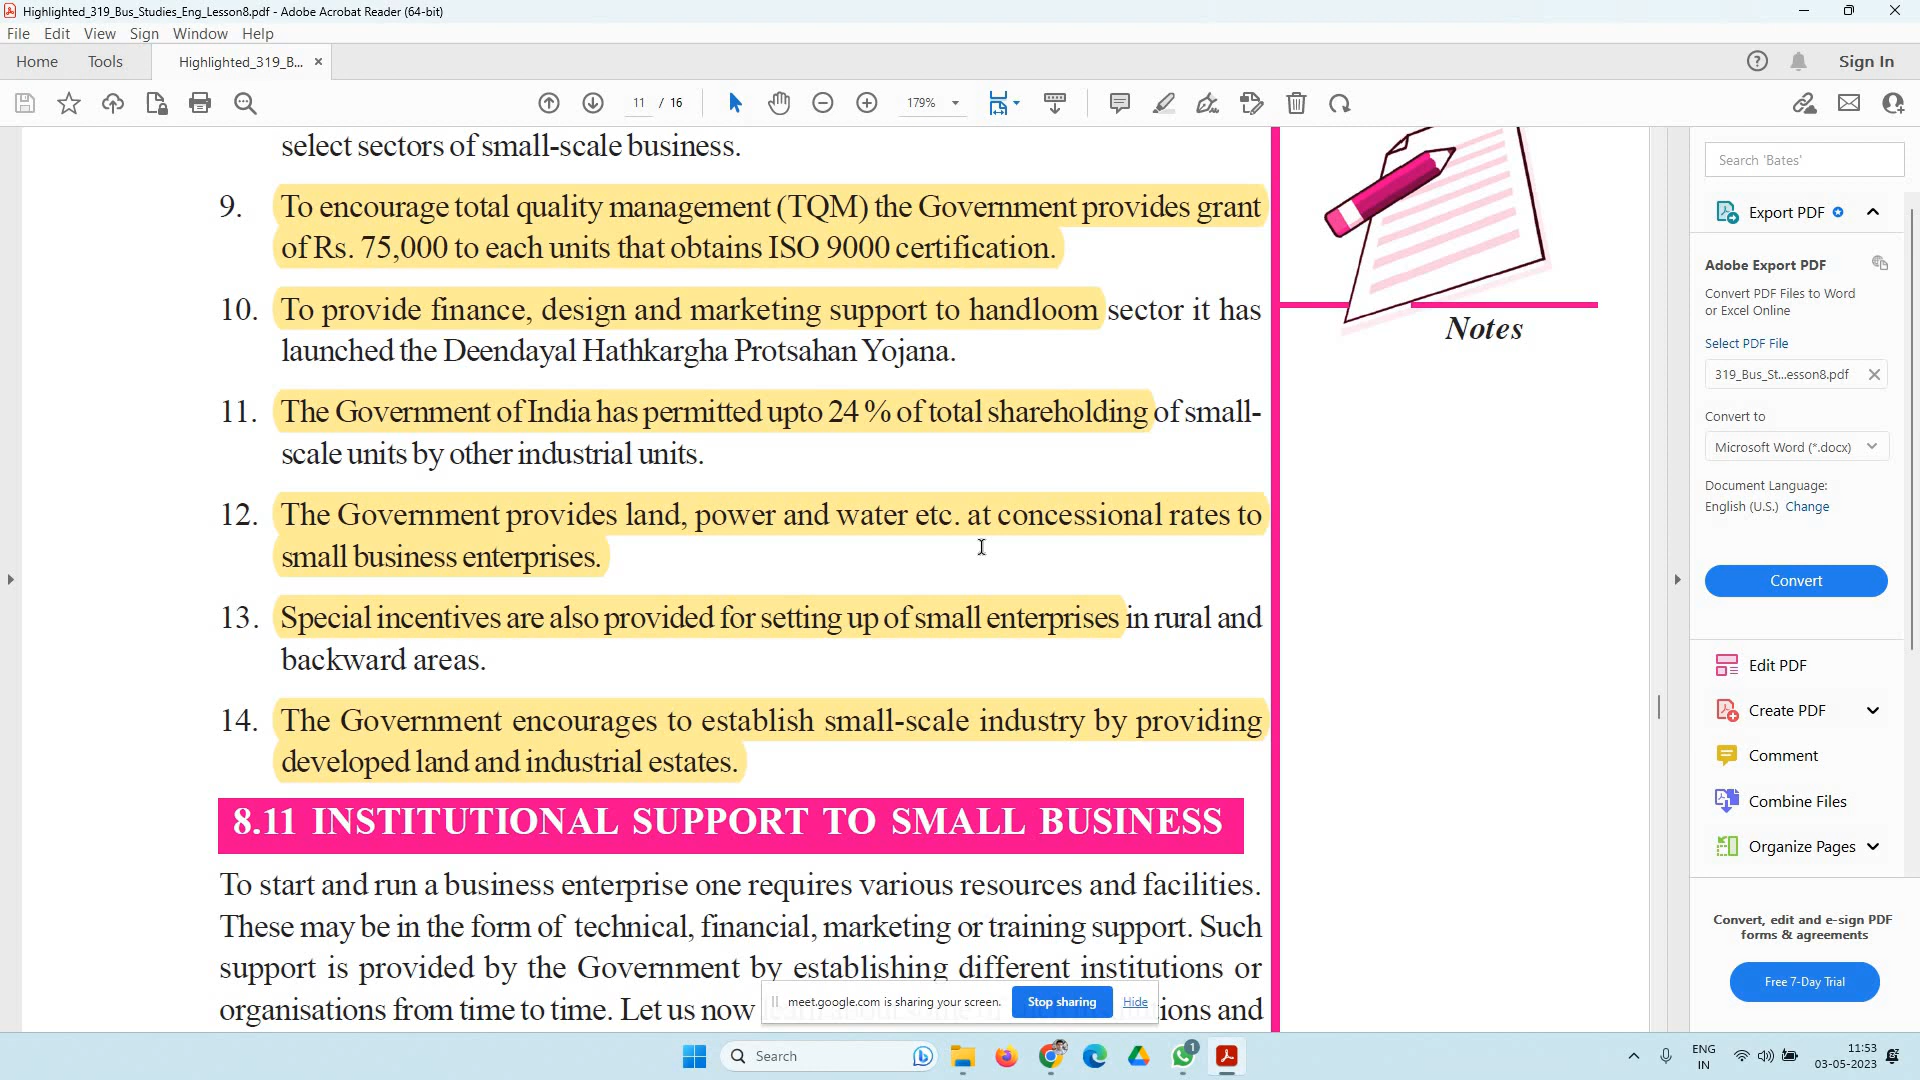 Highlighted_319_Bus_Studies_Eng_Lesson8.pdf - Adobe Acrobat Reader (64-bit)
File Edit View Sign Window Help
Home Tools Highlighted_319_B... Sign In
11 / 16 179%
select sectors of small-scale business.
9. To encourage total quality management (TQM) the Government provides grant
of Rs. 75,000 to each units that obtains ISO 9000 certification.
10. To provide finance, design and marketing support to handloom sector it has
launched the Deendayal Hathkargha Protsahan Yojana.
11. The Government of India has permitted upto 24 % of total shareholding of small-
scale units by other industrial units.
12. The Government provides land, power and water etc. at concessional rates to
small business enterprises.
13. Special incentives are also provided for setting up of small enterprises in rural and
backward areas.
14. The Government encourages to establish small-scale industry by providing
developed land and industrial estates.
8.11 INSTITUTIONAL SUPPORT TO SMALL BUSINESS
To start and run a business enterprise one requires various resources and facilities.
These may be in the form of technical, financial, marketing or training support. Such
support is provided by the Government by establishing different institutions or
organisations from time to time. Let us now
Notes
Search 'Bates'
Export PDF
Adobe Export PDF
Convert PDF Files to Word
or Excel Online
Select PDF File
319_Bus_St...esson8.pdf
Convert to
Microsoft Word (*.docx)
Document Language:
English (U.S.) Change
Convert
Edit PDF
Create PDF
Comment
Combine Files
Organize Pages
Convert, edit and e-sign PDF
forms & agreements
Free 7-Day Trial
meet.google.com is sharing your screen. Stop sharing Hide
Search
1
ENG
IN
11:53
03-05-2023